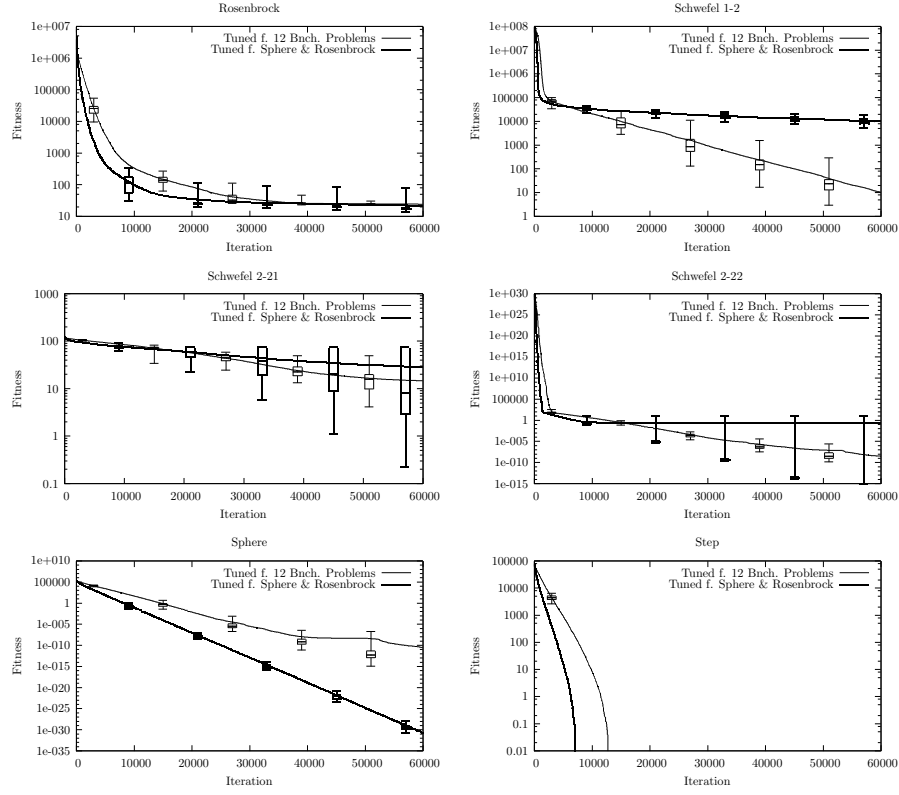 Rosenbrock
1e+007
1e+006
100000
10000
1000
100
10
Fitness
Tuned f. 12 Bnch. Problems
Tuned f. Sphere & Rosenbrock
0 10000 20000 30000 40000 50000 60000
Iteration
Schwefel 1-2
1e+008
1e+007
1e+006
100000
10000
1000
100
10
1
Fitness
Tuned f. 12 Bnch. Problems
Tuned f. Sphere & Rosenbrock
0 10000 20000 30000 40000 50000 60000
Iteration
Schwefel 2-21
1000
100
10
1
0.1
Fitness
Tuned f. 12 Bnch. Problems
Tuned f. Sphere & Rosenbrock
0 10000 20000 30000 40000 50000 60000
Iteration
Schwefel 2-22
1e+030
1e+025
1e+020
1e+015
1e+010
100000
1
1e-005
1e-010
1e-015
Fitness
Tuned f. 12 Bnch. Problems
Tuned f. Sphere & Rosenbrock
0 10000 20000 30000 40000 50000 60000
Iteration
Sphere
1e+010
100000
1
1e-005
1e-010
1e-015
1e-020
1e-025
1e-030
1e-035
Fitness
Tuned f. 12 Bnch. Problems
Tuned f. Sphere & Rosenbrock
0 10000 20000 30000 40000 50000 60000
Iteration
Step
100000
10000
1000
100
10
1
0.1
0.01
Fitness
Tuned f. 12 Bnch. Problems
Tuned f. Sphere & Rosenbrock
0 10000 20000 30000 40000 50000 60000
Iteration